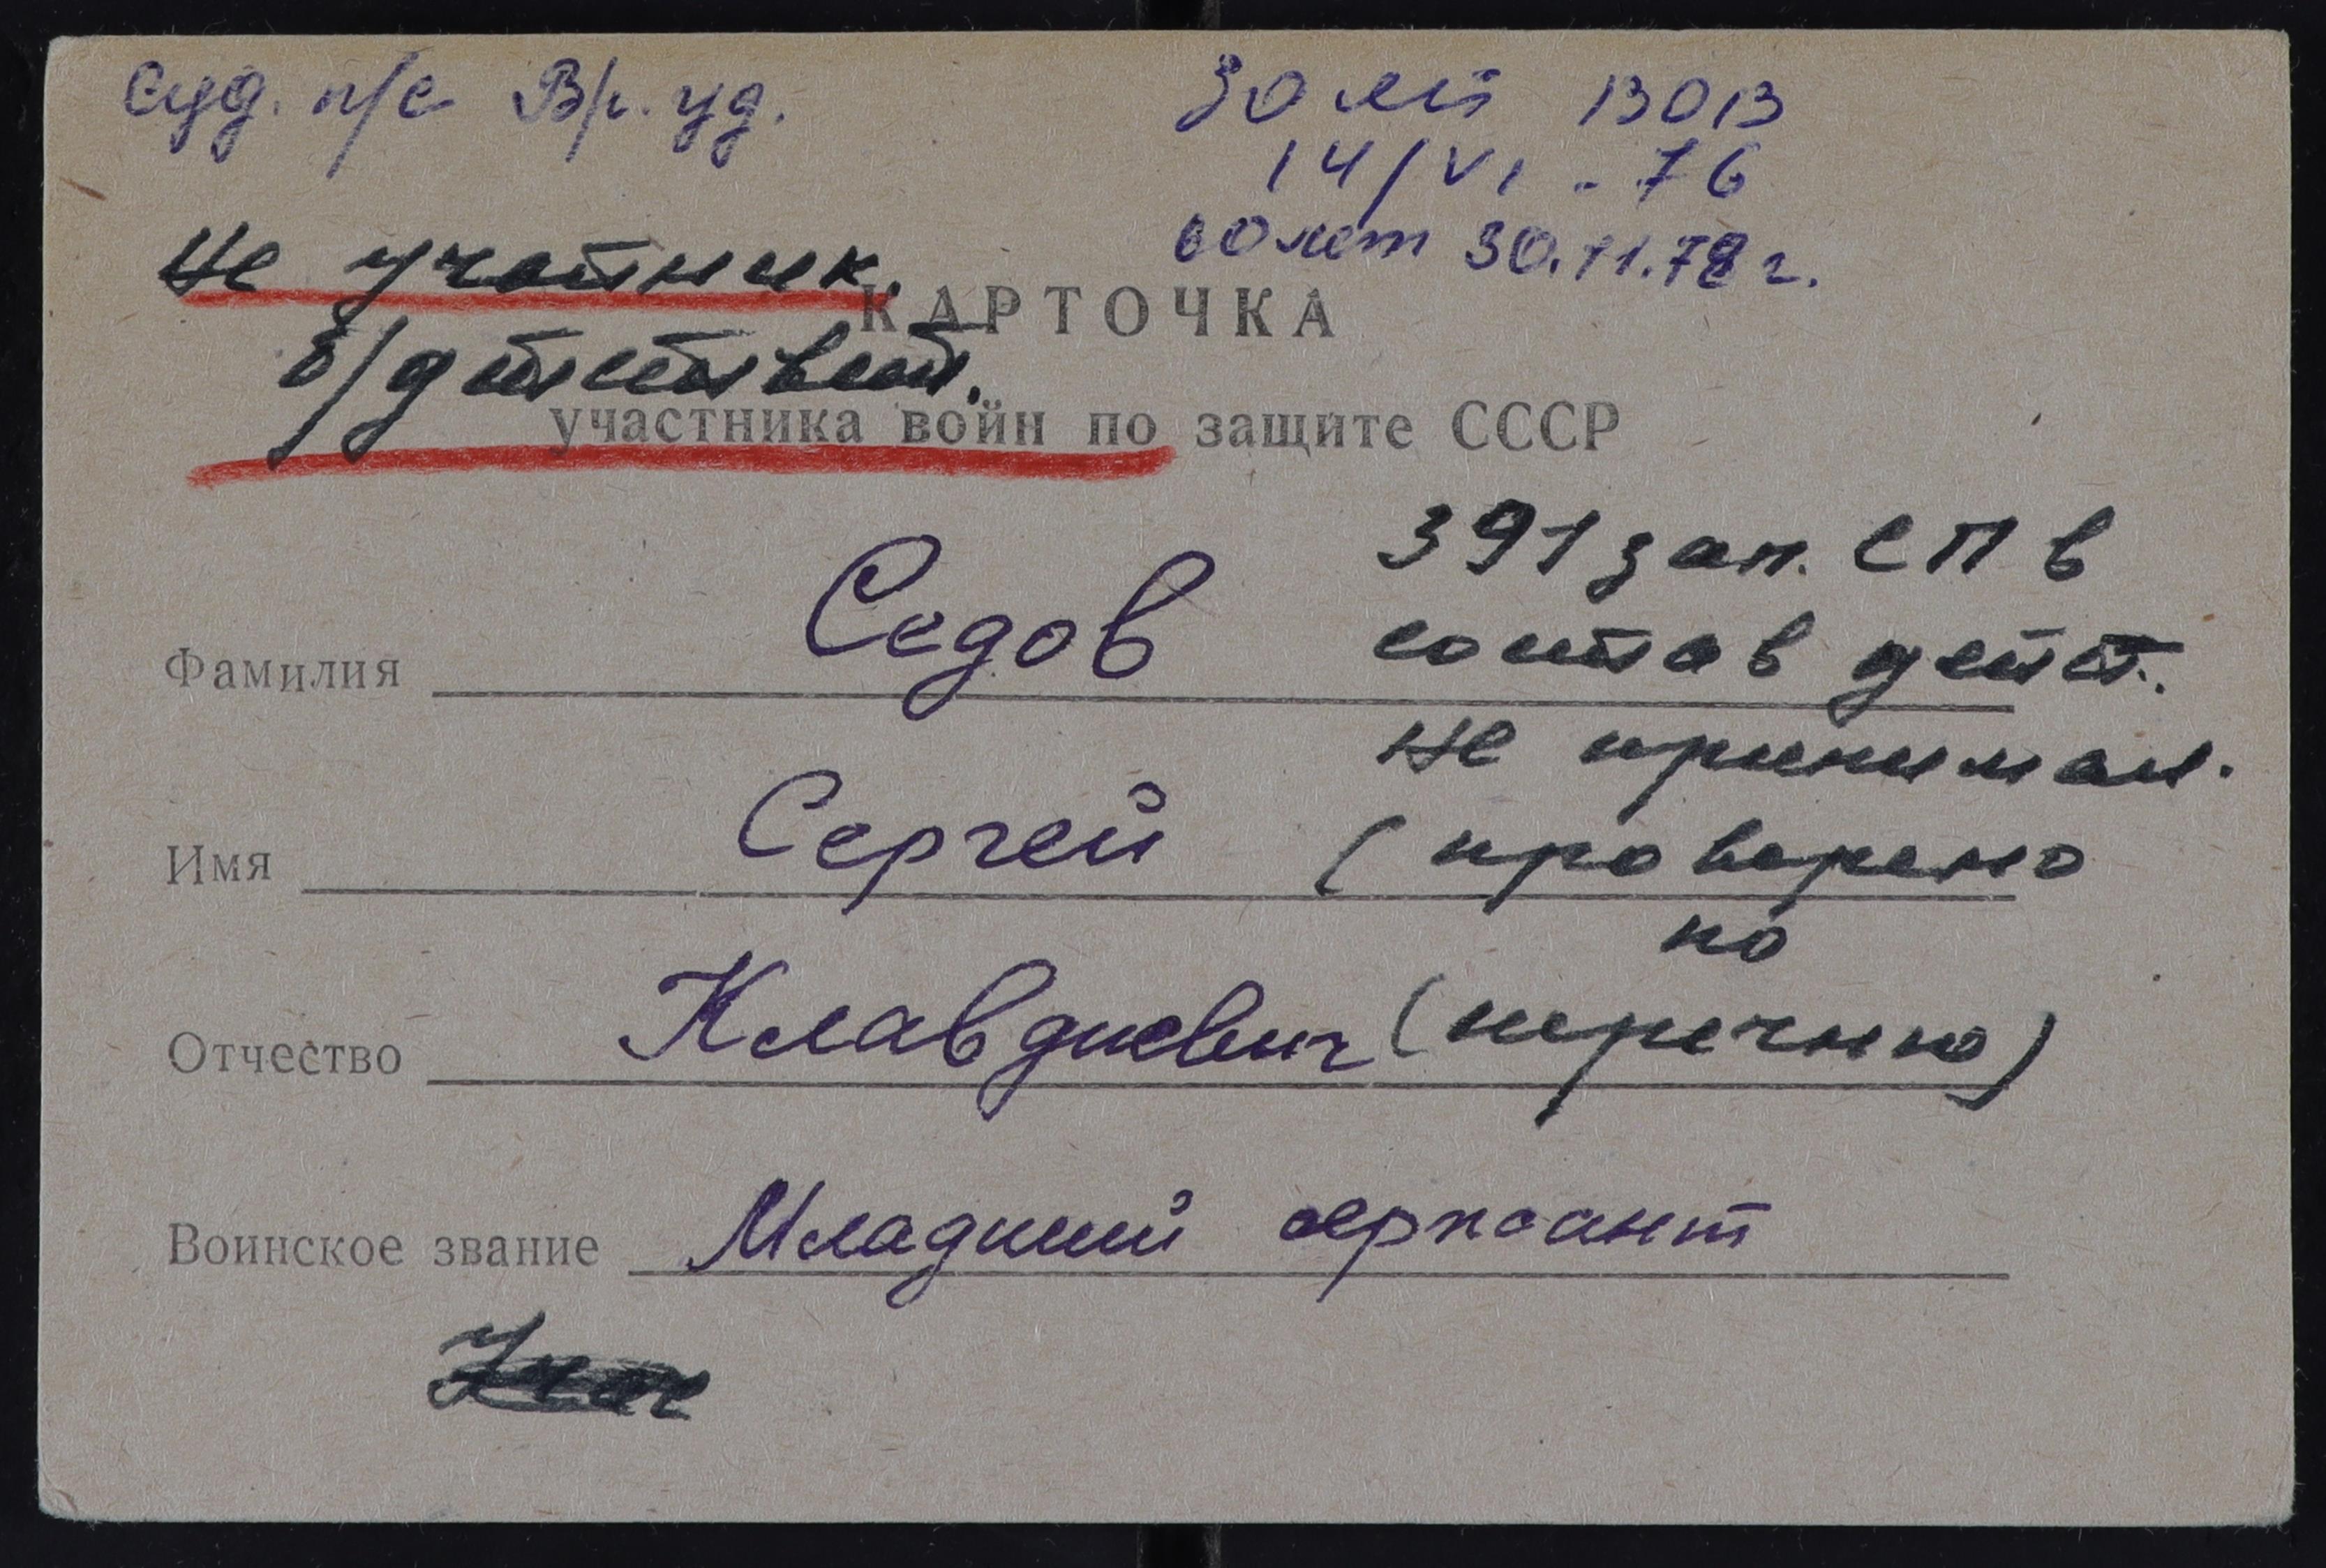 Суд. п/с Вр. уд.
30 лет ВОВ
14/VI - 76
60 лет 30.11.78 г.
не участник
КАРТОЧКА
б/действ.
участника войн по защите СССР
391 зап. СП в
Фамилия Седов
состав дейст.
не принимал.
Имя Сергей
(проверено
по
Отчество Клавдиевич
(перечню)
Воинское звание Младший сержант